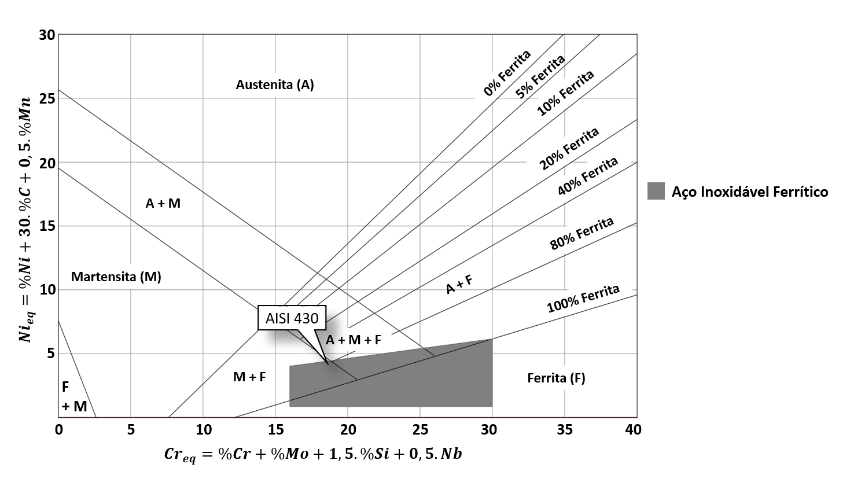 30
25
20
15
10
5
0
5
10
15
20
25
30
35
40
Ni_eq = %Ni + 30.%C + 0,5.%Mn
Cr_eq = %Cr + %Mo + 1,5.%Si + 0,5.Nb
Austenita (A)
0% Ferrita
5% Ferrita
10% Ferrita
20% Ferrita
40% Ferrita
80% Ferrita
100% Ferrita
A + M
Martensita (M)
A + F
AISI 430
A + M + F
M + F
Ferrita (F)
F
+ M
Aço Inoxidável Ferrítico